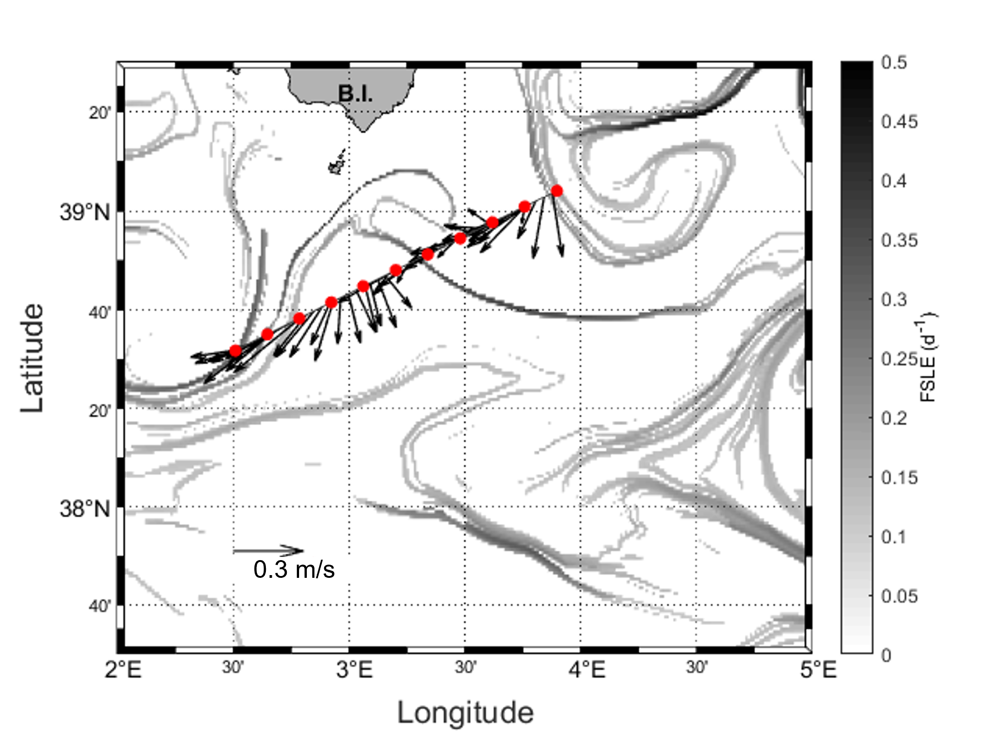 B.I.
20'
39°N
40'
20'
38°N
40'
Latitude
0.3 m/s
2°E
30'
3°E
30'
4°E
30'
5°E
Longitude
0.5
0.45
0.4
0.35
0.3
0.25
0.2
0.15
0.1
0.05
0
FSLE (d⁻¹)